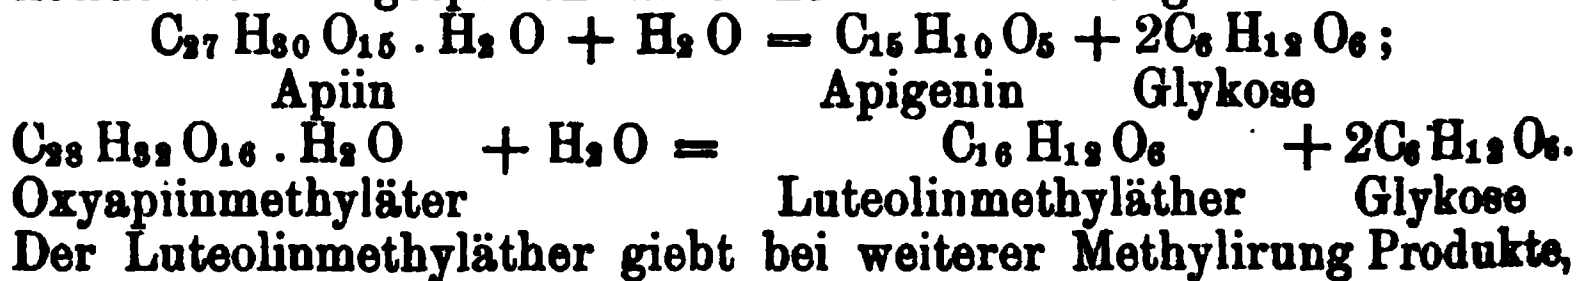 C₂₇ H₃₀ O₁₅ . H₂ O + H₂ O = C₁₅ H₁₀ O₅ + 2C₆ H₁₂ O₆ ;
Apiin Apigenin Glykose
C₂₈ H₃₂ O₁₆ . H₂ O + H₂ O = C₁₆ H₁₂ O₆ + 2C₆ H₁₂ O₆.
Oxyapiinmethyläter Luteolinmethyläther Glykose
Der Luteolinmethyläther giebt bei weiterer Methylirung Produkte,